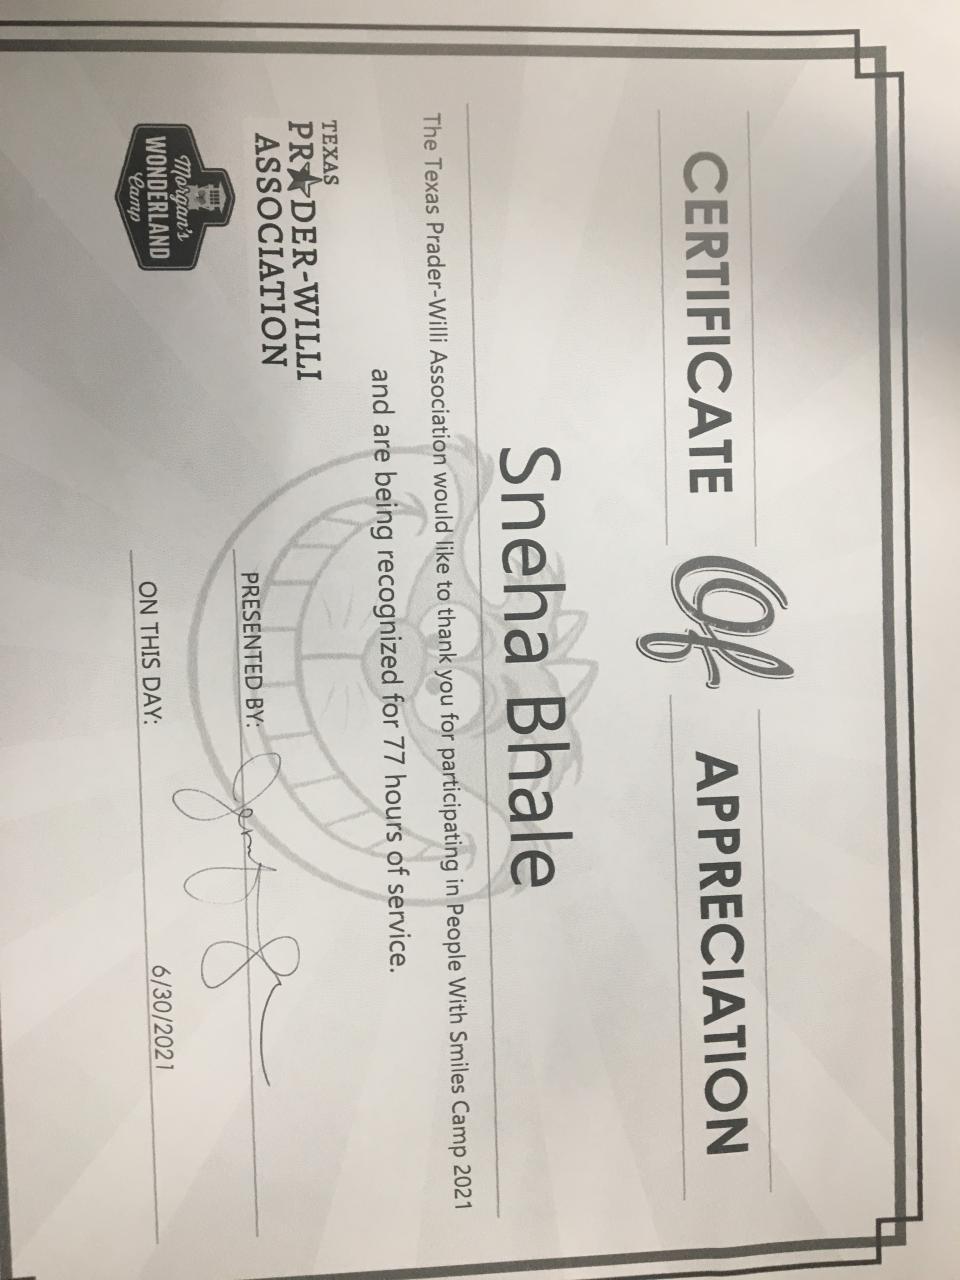 CERTIFICATE Of APPRECIATION
Sneha Bhale
The Texas Prader-Willi Association would like to thank you for participating in People With Smiles Camp 2021
and are being recognized for 77 hours of service.
TEXAS
PRADER-WILLI
ASSOCIATION
PRESENTED BY:
Morgan's
WONDERLAND
Camp
ON THIS DAY: 6/30/2021